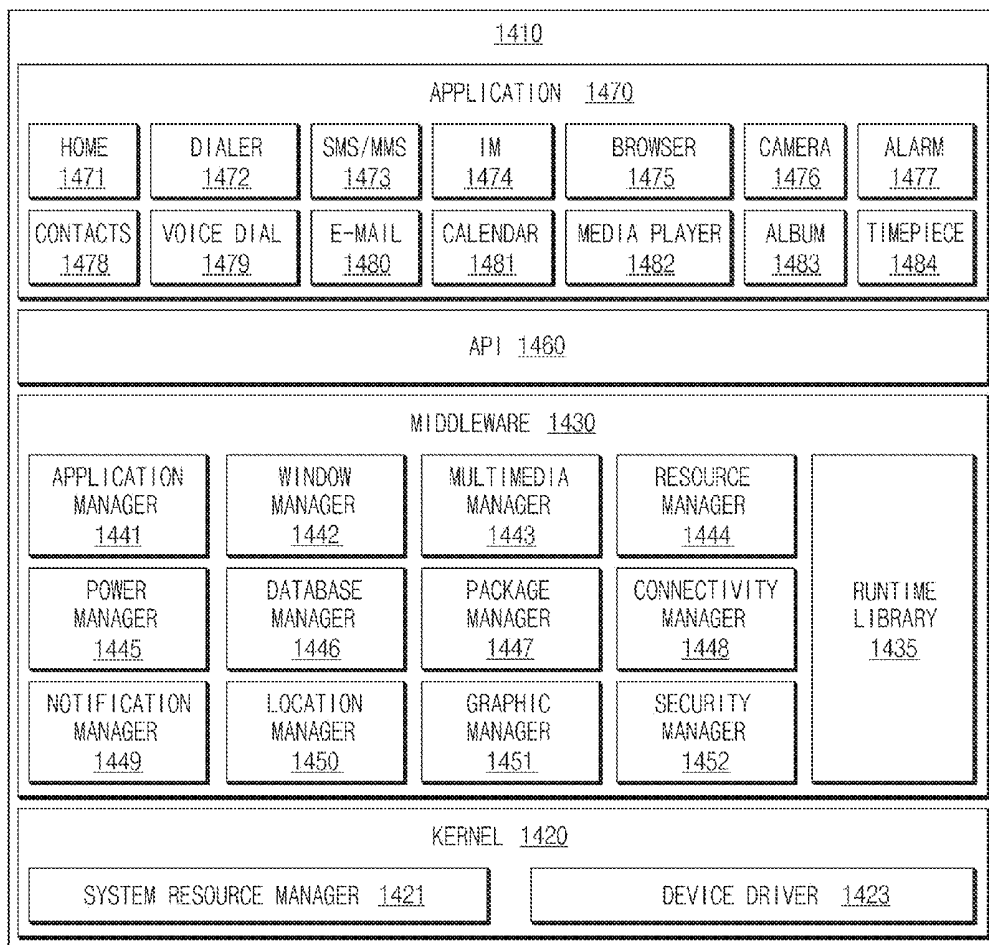 1410
APPLICATION 1470
HOME
1471
DIALER
1472
SMS/MMS
1473
IM
1474
BROWSER
1475
CAMERA
1476
ALARM
1477
CONTACTS
1478
VOICE DIAL
1479
E-MAIL
1480
CALENDAR
1481
MEDIA PLAYER
1482
ALBUM
1483
TIMEPIECE
1484
API 1460
MIDDLEWARE 1430
APPLICATION
MANAGER
1441
WINDOW
MANAGER
1442
MULTIMEDIA
MANAGER
1443
RESOURCE
MANAGER
1444
POWER
MANAGER
1445
DATABASE
MANAGER
1446
PACKAGE
MANAGER
1447
CONNECTIVITY
MANAGER
1448
NOTIFICATION
MANAGER
1449
LOCATION
MANAGER
1450
GRAPHIC
MANAGER
1451
SECURITY
MANAGER
1452
RUNTIME
LIBRARY
1435
KERNEL 1420
SYSTEM RESOURCE MANAGER 1421
DEVICE DRIVER 1423